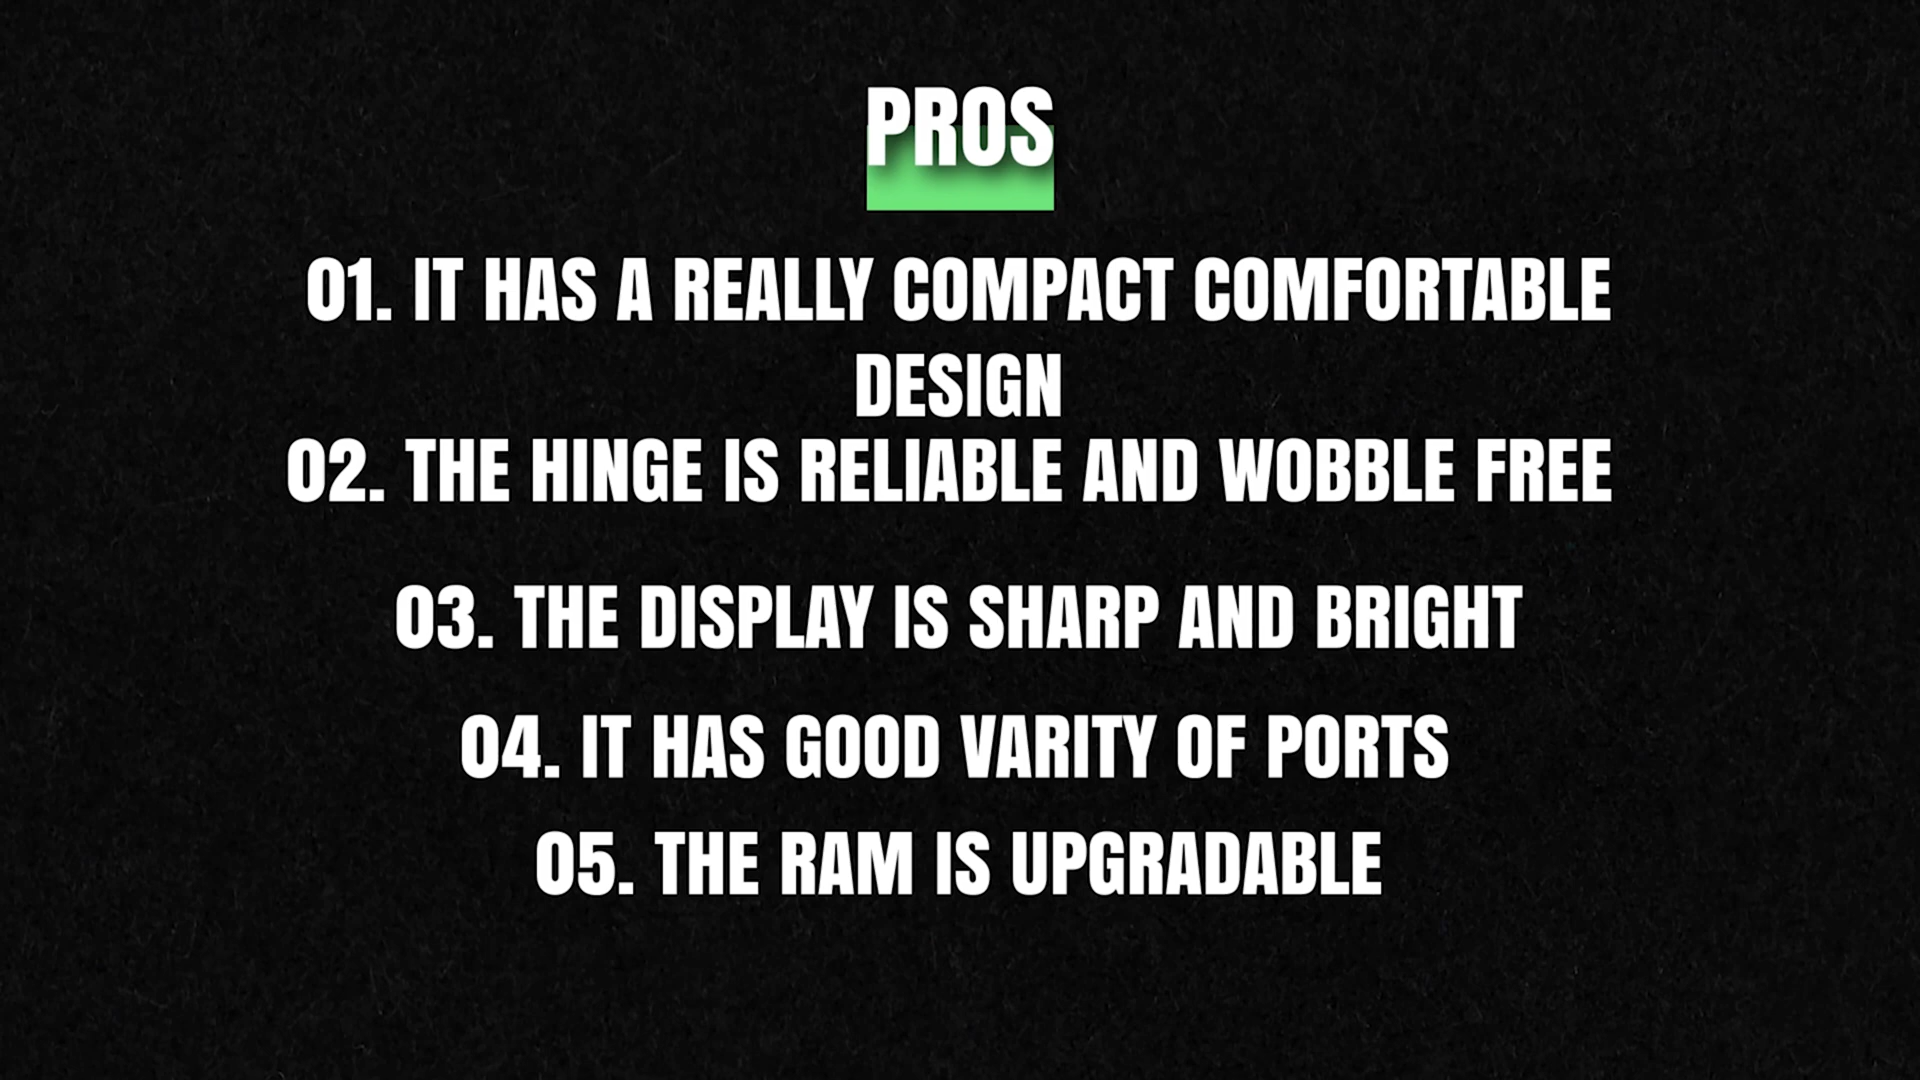 PROS
01. IT HAS A REALLY COMPACT COMFORTABLE
DESIGN
02. THE HINGE IS RELIABLE AND WOBBLE FREE
03. THE DISPLAY IS SHARP AND BRIGHT
04. IT HAS GOOD VARITY OF PORTS
05. THE RAM IS UPGRADABLE